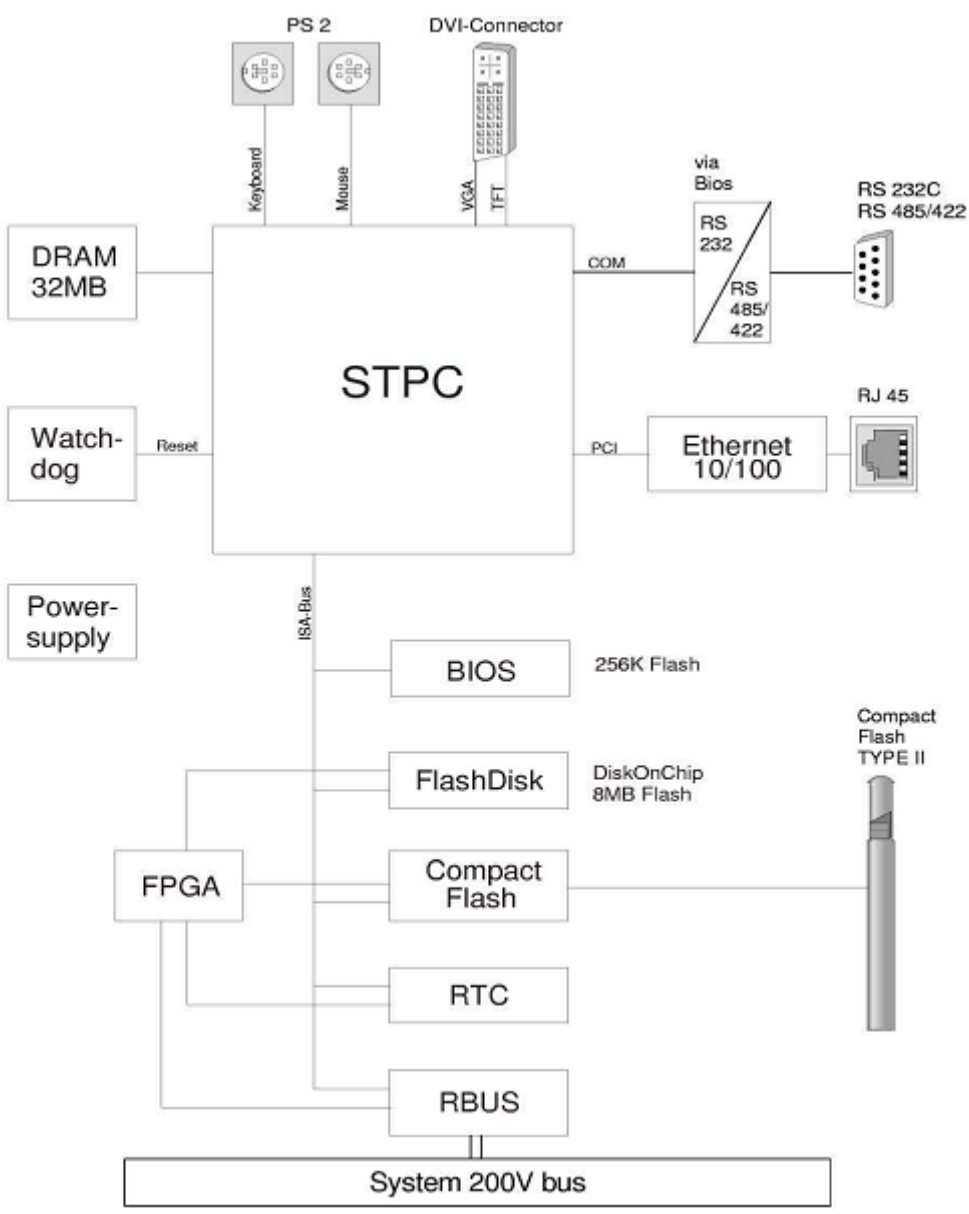 PS 2
DVI-Connector
Keyboard
Mouse
VGA
TFT
via
Bios
RS 232C
RS 485/422
DRAM
32MB
RS
232
COM
RS
485/
422
STPC
RJ 45
Watch-
dog
Reset
PCI
Ethernet
10/100
Power-
supply
ISA-Bus
BIOS
256K Flash
Compact
Flash
TYPE II
FlashDisk
DiskOnChip
8MB Flash
FPGA
Compact
Flash
RTC
RBUS
System 200V bus